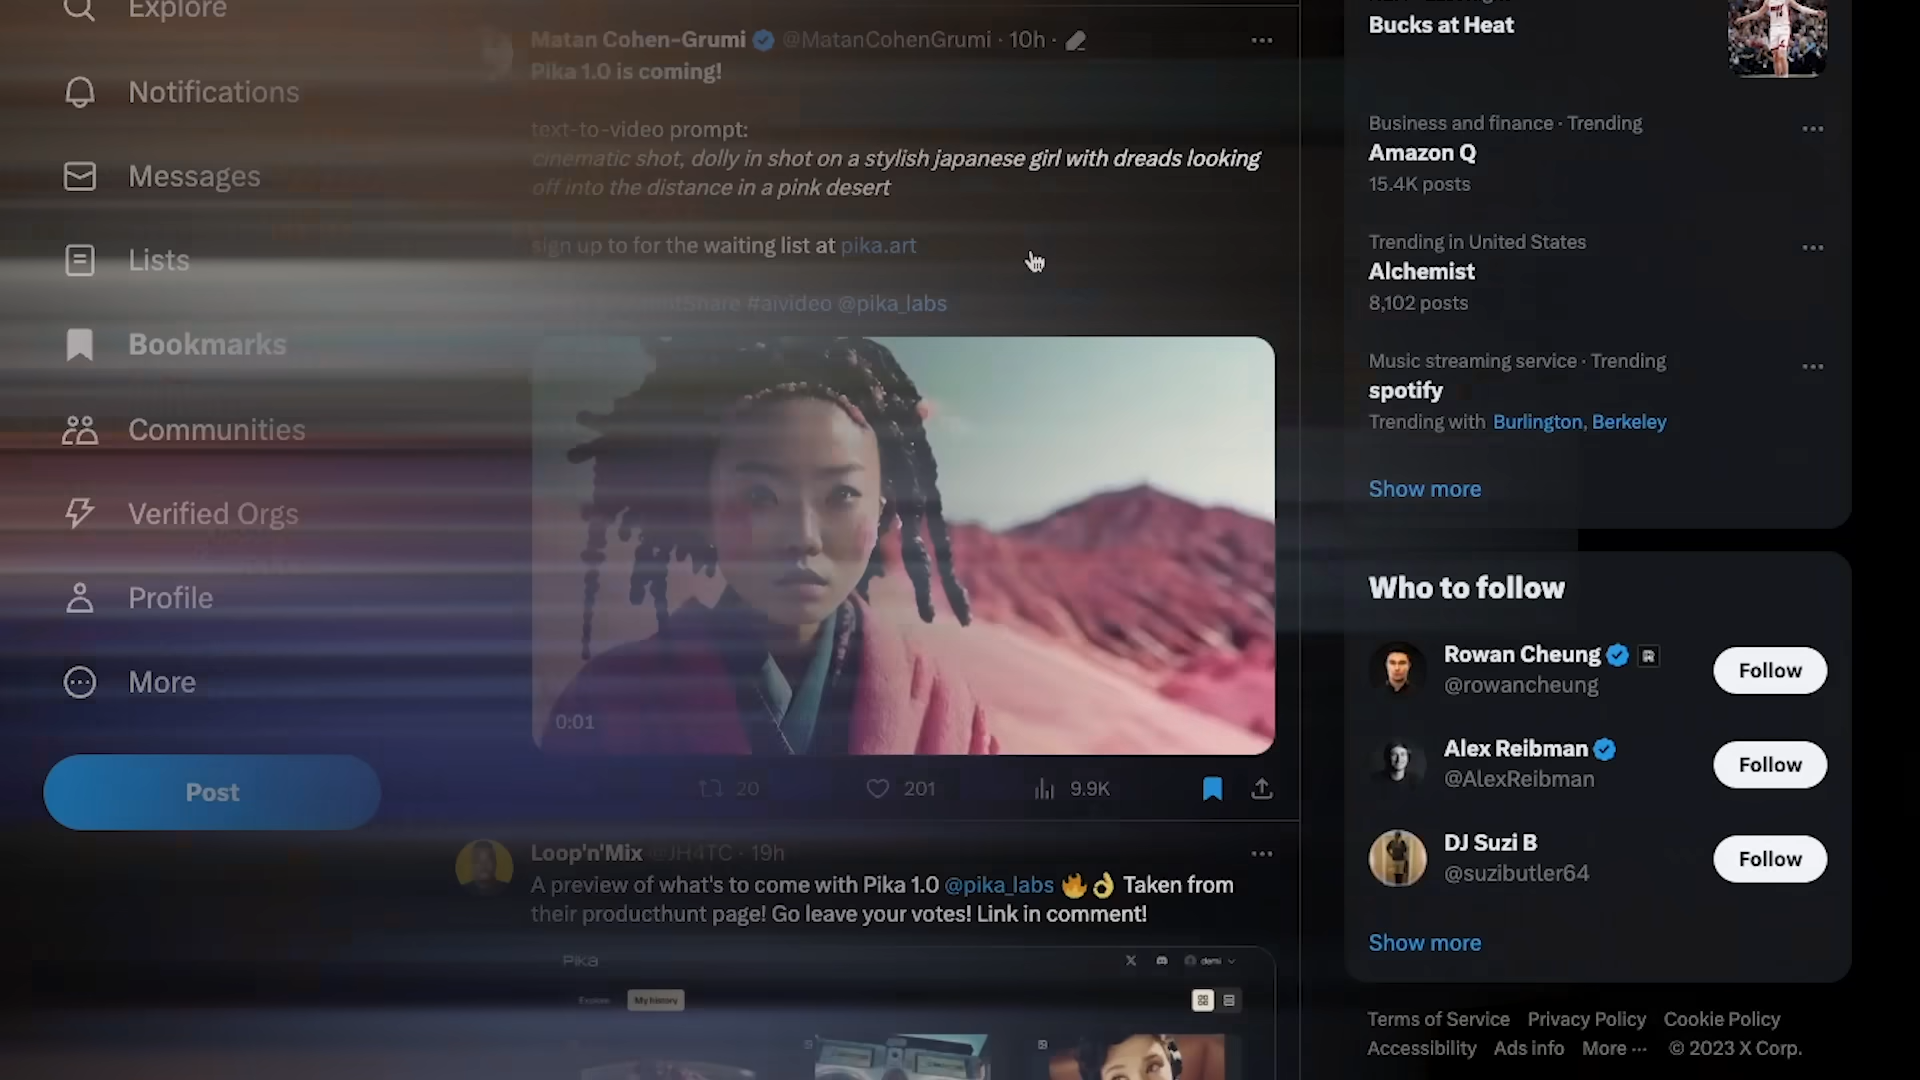 Explore
Notifications
Messages
Lists
Bookmarks
Communities
Verified Orgs
Profile
More
Post
Matan Cohen-Grumi @MatanCohenGrumi · 10h ·
Pika 1.0 is coming!
text-to-video prompt:
cinematic shot, dolly in shot on a stylish japanese girl with dreads looking
off into the distance in a pink desert
sign up to for the waiting list at pika.art
#aivideo @pika_labs
0:01
20 201 9.9K
Loop'n'Mix @JH4TC · 19h
A preview of what's to come with Pika 1.0 @pika_labs 🔥👌 Taken from
their producthunt page! Go leave your votes! Link in comment!
Pika
demi
Explore My history
Bucks at Heat
Business and finance · Trending
Amazon Q
15.4K posts
Trending in United States
Alchemist
8,102 posts
Music streaming service · Trending
spotify
Trending with Burlington, Berkeley
Show more
Who to follow
Rowan Cheung
@rowancheung
Follow
Alex Reibman
@AlexReibman
Follow
DJ Suzi B
@suzibutler64
Follow
Show more
Terms of Service Privacy Policy Cookie Policy
Accessibility Ads info More ··· © 2023 X Corp.